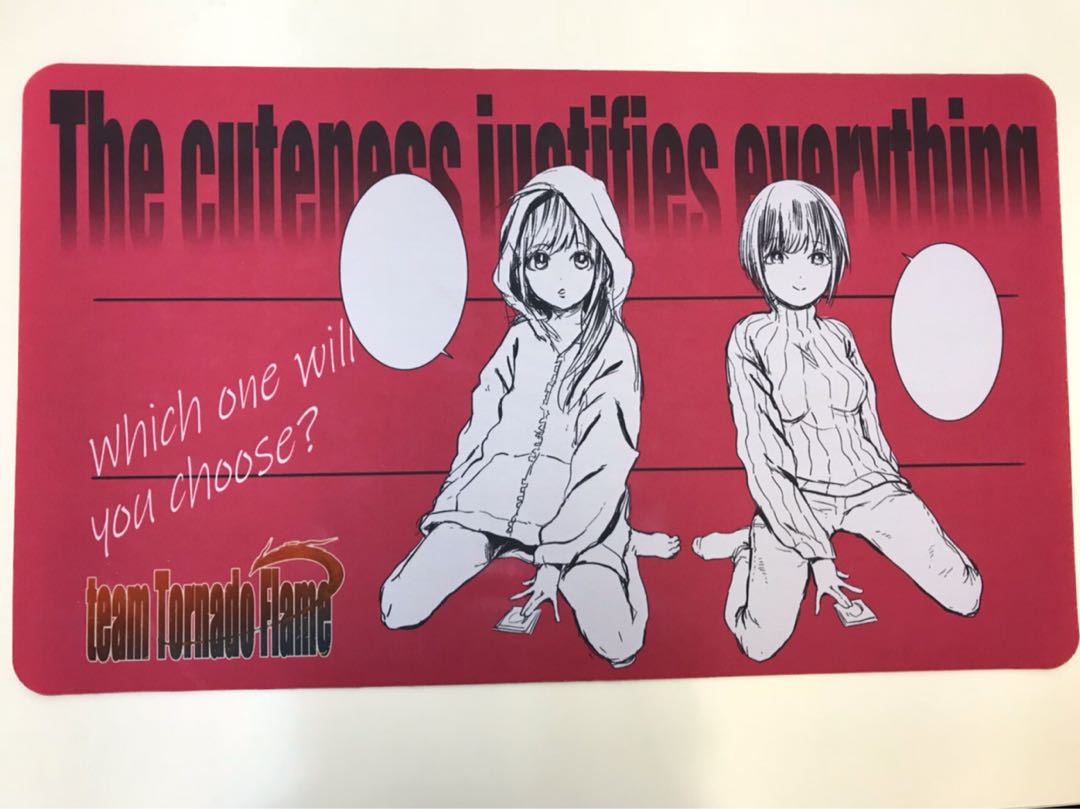 The cuteness justifies everything
Which one will
you choose?
team Tornado Flame